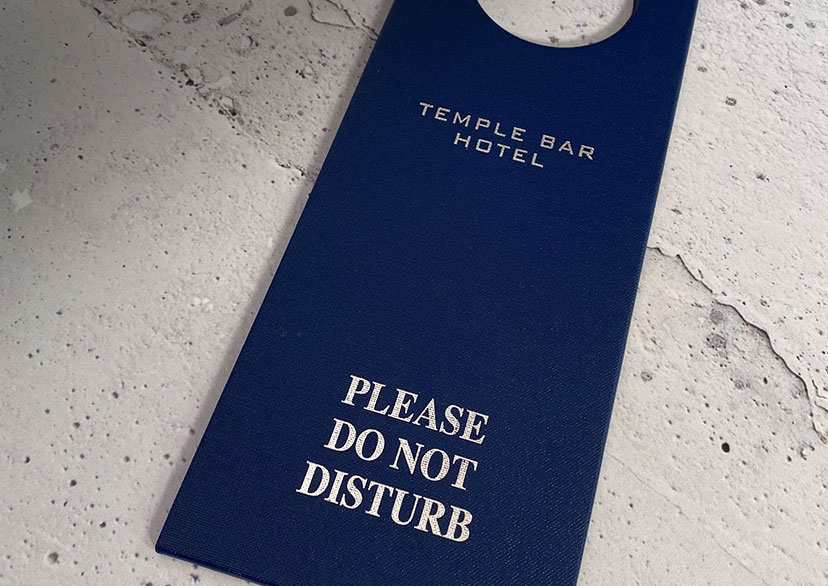 TEMPLE BAR
HOTEL
PLEASE
DO NOT
DISTURB